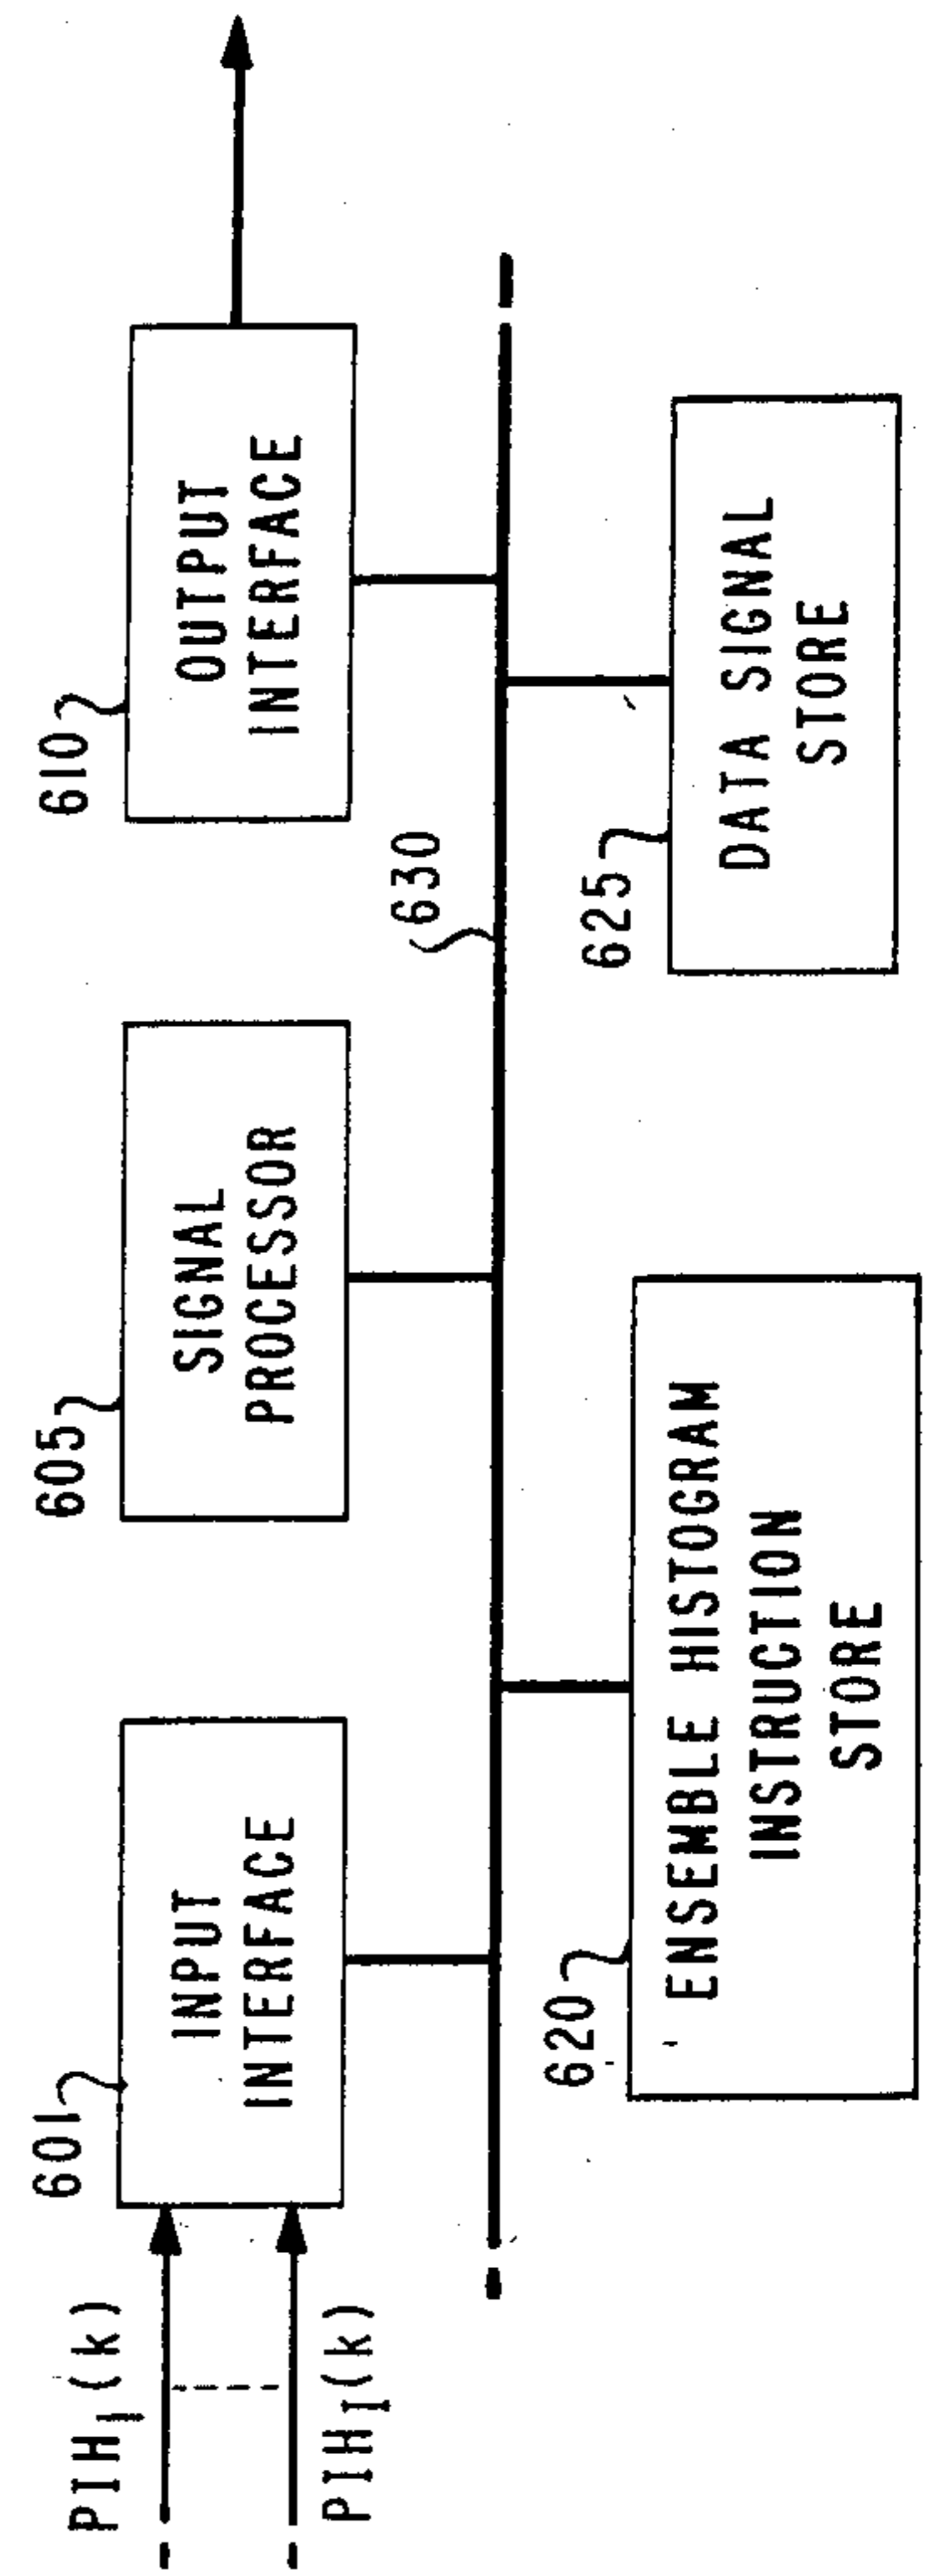 PIH₁(k)
PIH_I(k)
601
INPUT
INTERFACE
605
SIGNAL
PROCESSOR
610
OUTPUT
INTERFACE
630
620
ENSEMBLE HISTOGRAM
INSTRUCTION
STORE
625
DATA SIGNAL
STORE